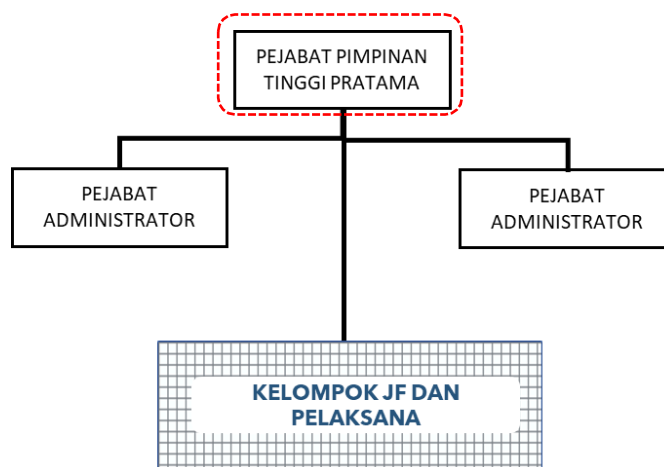 PEJABAT PIMPINAN
TINGGI PRATAMA
PEJABAT
ADMINISTRATOR
PEJABAT
ADMINISTRATOR
KELOMPOK JF DAN
PELAKSANA